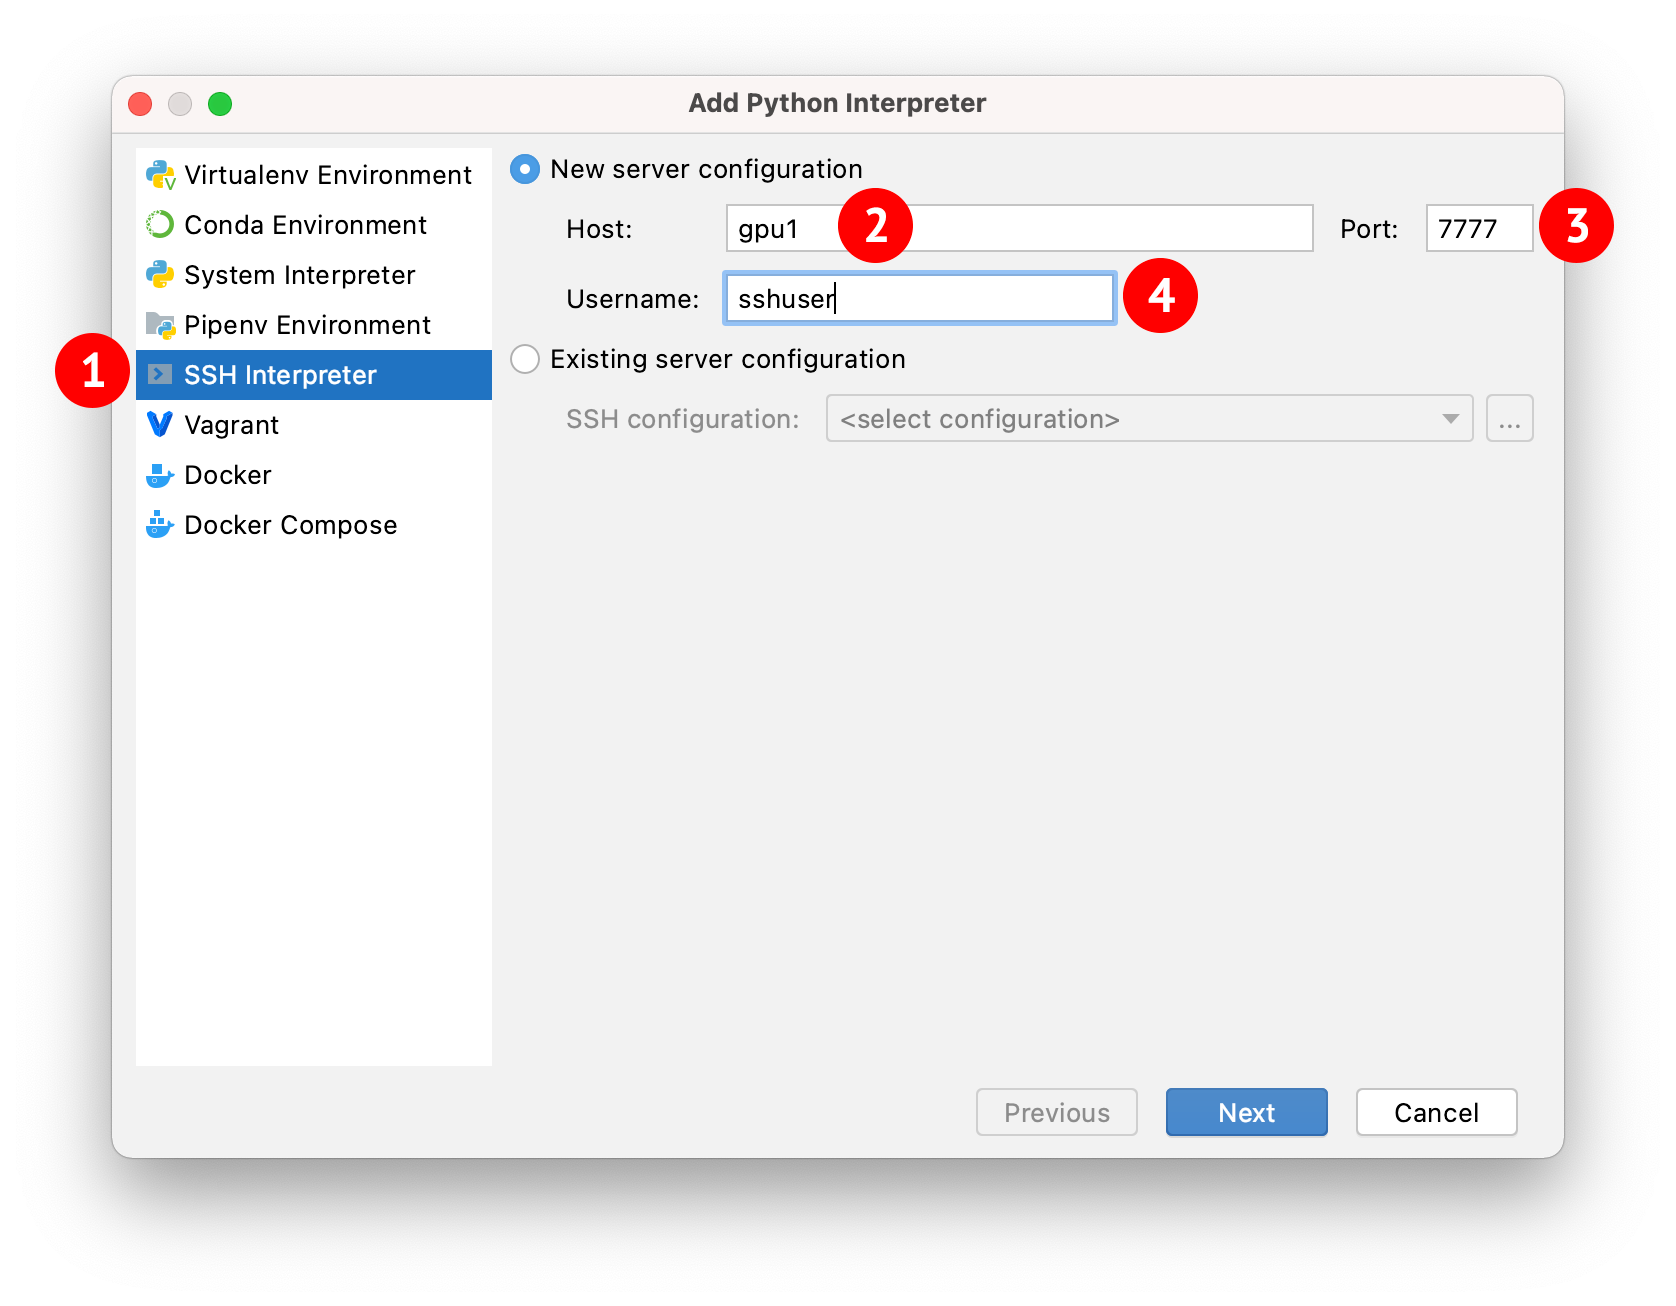 Add Python Interpreter
Virtualenv Environment
Conda Environment
System Interpreter
Pipenv Environment
1 SSH Interpreter
Vagrant
Docker
Docker Compose
New server configuration
Host: gpu1 2 Port: 7777 3
Username: sshuser 4
Existing server configuration
SSH configuration: <select configuration> ...
Previous Next Cancel